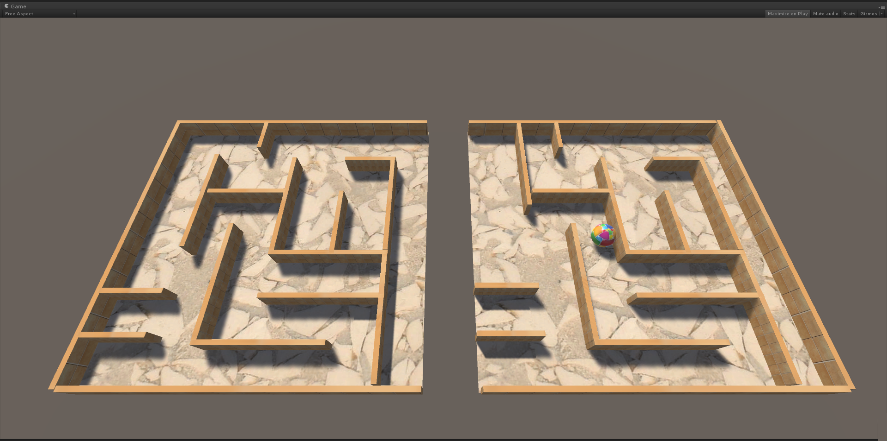 Game
Free Aspect
Maximize on Play Mute audio Stats Gizmos